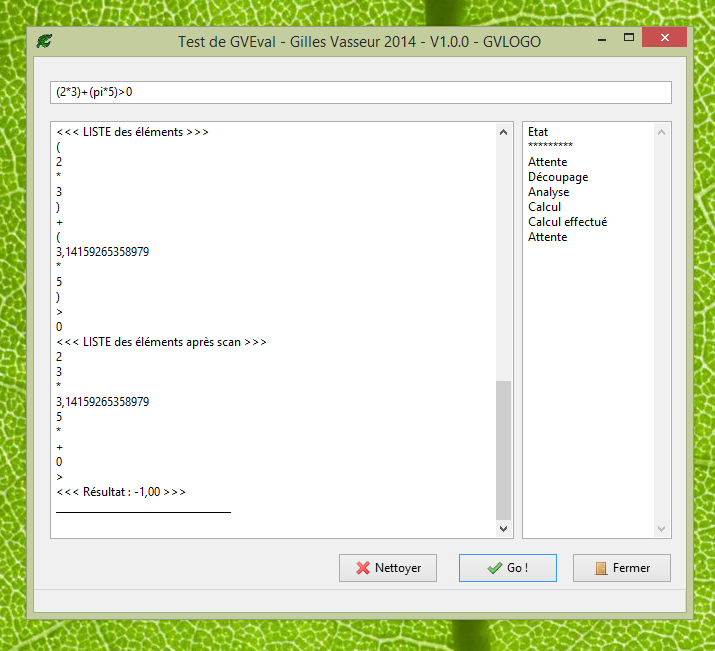 Test de GVEval - Gilles Vasseur 2014 - V1.0.0 - GVLOGO
(2*3)+(pi*5)>0
<<< LISTE des éléments >>>
(
2
*
3
)
+
(
3,14159265358979
*
5
)
>
0
<<< LISTE des éléments après scan >>>
2
3
*
3,14159265358979
5
*
+
0
>
<<< Résultat : -1,00 >>>
Etat
*********
Attente
Découpage
Analyse
Calcul
Calcul effectué
Attente
Nettoyer
Go !
Fermer